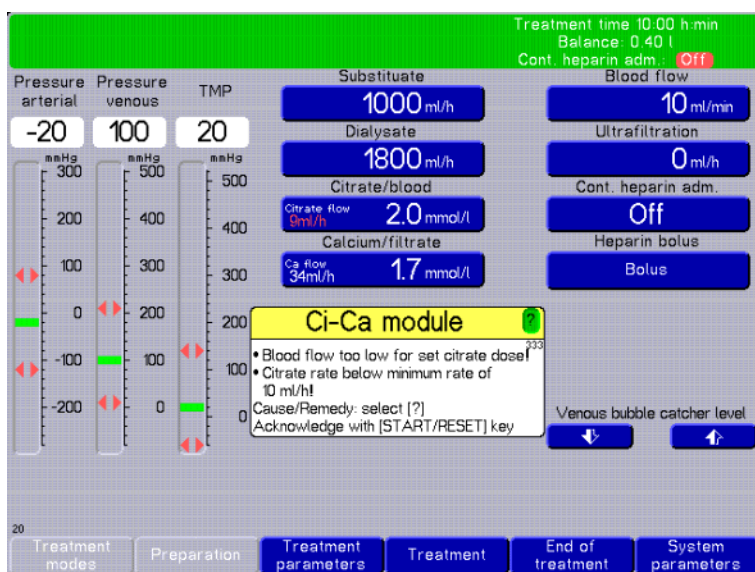 Treatment time 10:00 h:min
Balance: 0.40 l
Cont. heparin adm.: Off
Pressure arterial
Pressure venous
TMP
-20
100
20
mmHg
mmHg
mmHg
300
200
100
0
-100
-200
500
400
300
200
100
0
500
400
300
200
100
0
Substituate
1000 ml/h
Dialysate
1800 ml/h
Citrate/blood
Citrate flow
9ml/h
2.0 mmol/l
Calcium/filtrate
Ca flow
34ml/h
1.7 mmol/l
Blood flow
10 ml/min
Ultrafiltration
0 ml/h
Cont. heparin adm.
Off
Heparin bolus
Bolus
Ci-Ca module
?
333
• Blood flow too low for set citrate dose!
• Citrate rate below minimum rate of
10 ml/h!
Cause/Remedy: select [?]
Acknowledge with [START/RESET] key
Venous bubble catcher level
20
Treatment modes
Preparation
Treatment parameters
Treatment
End of treatment
System parameters